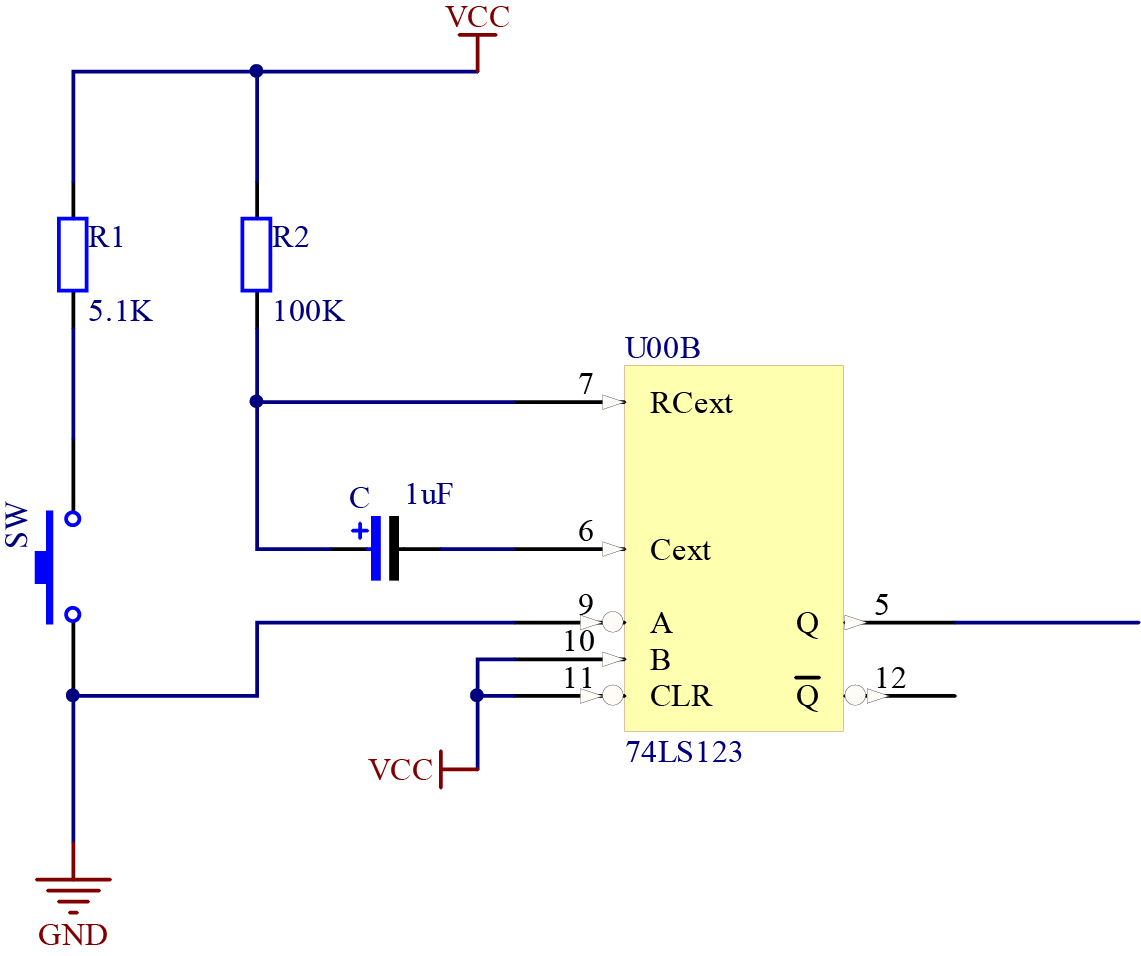 VCC
R1
R2
5.1K
100K
U00B
7
RCext
C
1uF
SW
6
Cext
9
A
Q
5
10
B
11
CLR
Q
12
VCC
74LS123
GND